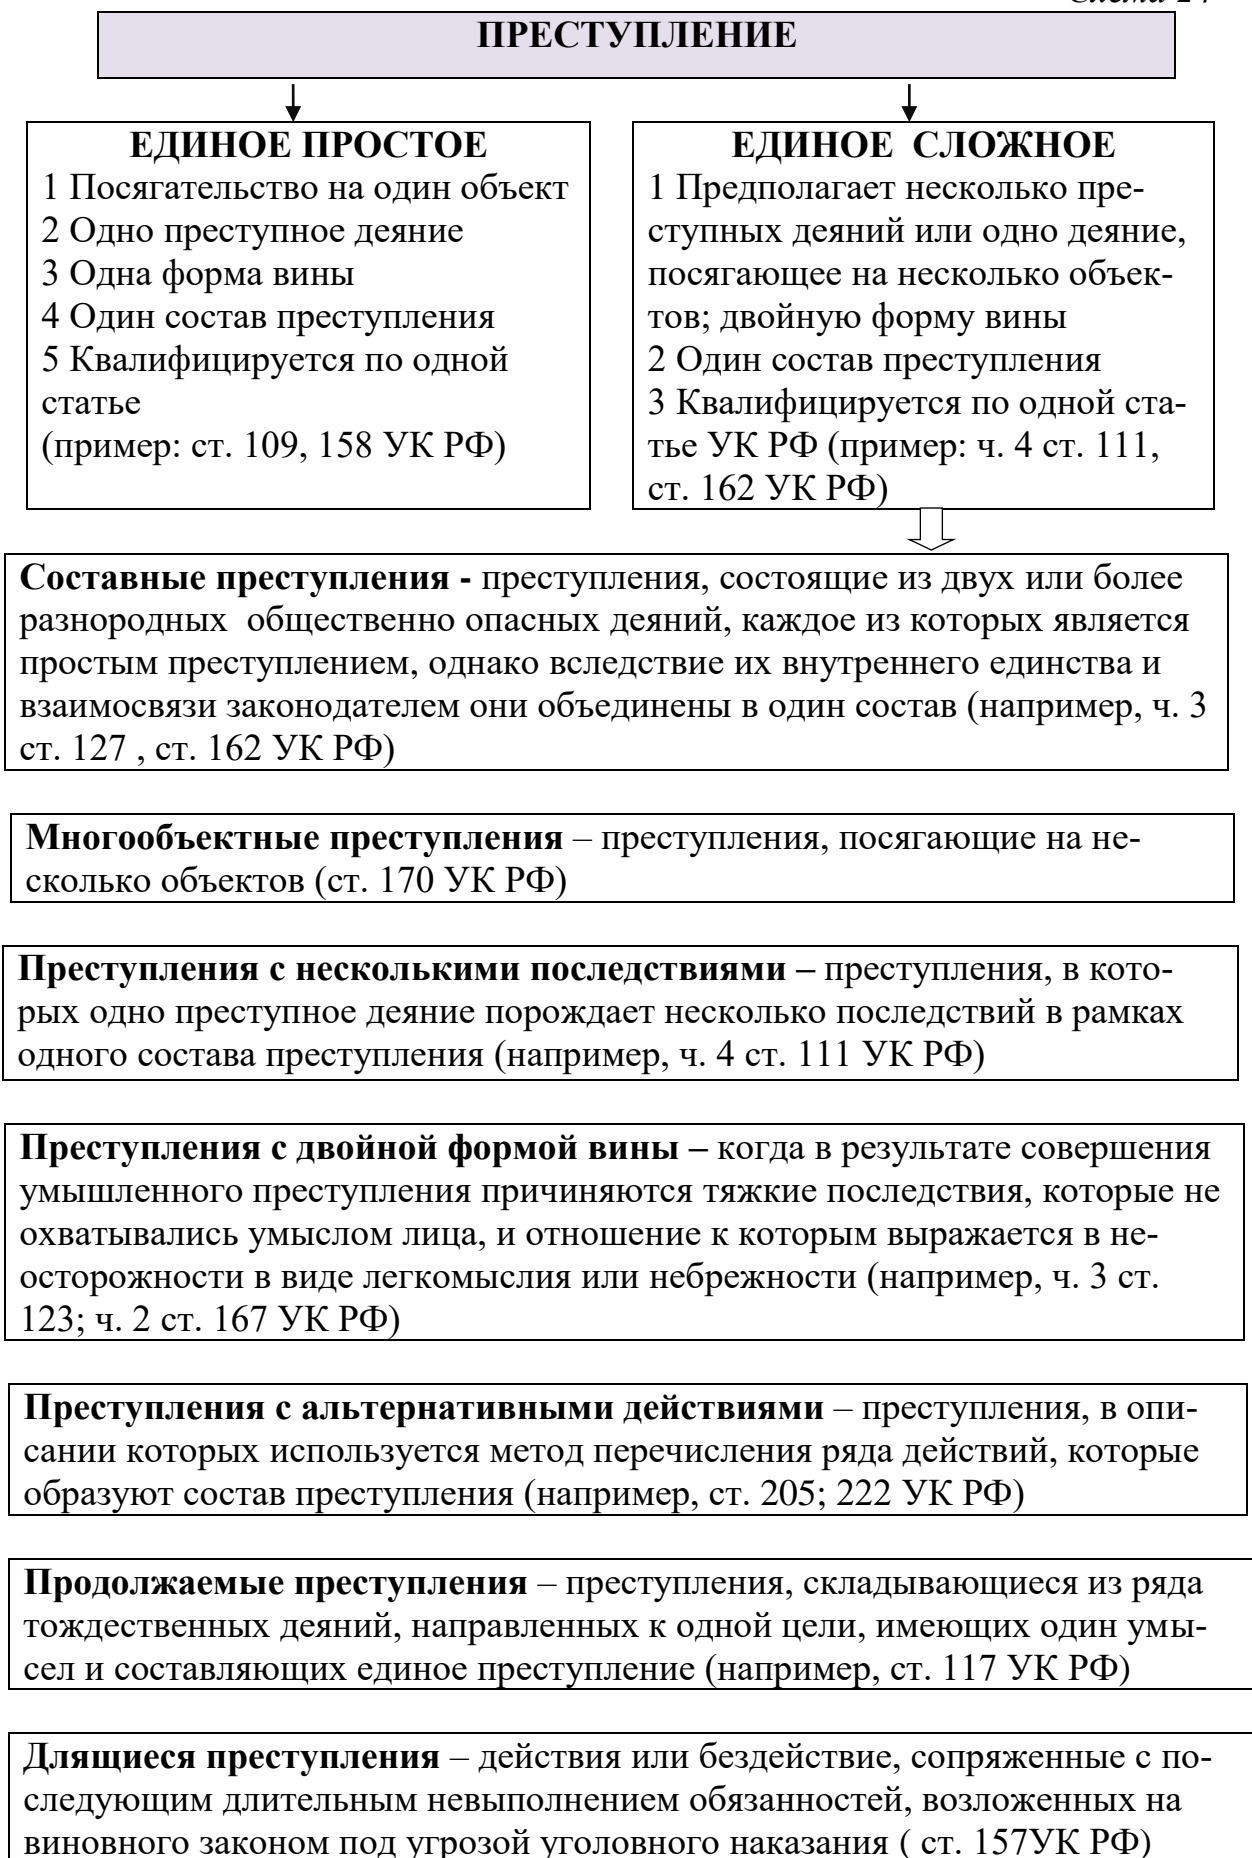 Схема 24
ПРЕСТУПЛЕНИЕ
ЕДИНОЕ ПРОСТОЕ
1 Посягательство на один объект
2 Одно преступное деяние
3 Одна форма вины
4 Один состав преступления
5 Квалифицируется по одной
статье
(пример: ст. 109, 158 УК РФ)
ЕДИНОЕ СЛОЖНОЕ
1 Предполагает несколько пре-
ступных деяний или одно деяние,
посягающее на несколько объек-
тов; двойную форму вины
2 Один состав преступления
3 Квалифицируется по одной ста-
тье УК РФ (пример: ч. 4 ст. 111,
ст. 162 УК РФ)
Составные преступления - преступления, состоящие из двух или более
разнородных общественно опасных деяний, каждое из которых является
простым преступлением, однако вследствие их внутреннего единства и
взаимосвязи законодателем они объединены в один состав (например, ч. 3
ст. 127 , ст. 162 УК РФ)
Многообъектные преступления – преступления, посягающие на не-
сколько объектов (ст. 170 УК РФ)
Преступления с несколькими последствиями – преступления, в кото-
рых одно преступное деяние порождает несколько последствий в рамках
одного состава преступления (например, ч. 4 ст. 111 УК РФ)
Преступления с двойной формой вины – когда в результате совершения
умышленного преступления причиняются тяжкие последствия, которые не
охватывались умыслом лица, и отношение к которым выражается в не-
осторожности в виде легкомыслия или небрежности (например, ч. 3 ст.
123; ч. 2 ст. 167 УК РФ)
Преступления с альтернативными действиями – преступления, в опи-
сании которых используется метод перечисления ряда действий, которые
образуют состав преступления (например, ст. 205; 222 УК РФ)
Продолжаемые преступления – преступления, складывающиеся из ряда
тождественных деяний, направленных к одной цели, имеющих один умы-
сел и составляющих единое преступление (например, ст. 117 УК РФ)
Длящиеся преступления – действия или бездействие, сопряженные с по-
следующим длительным невыполнением обязанностей, возложенных на
виновного законом под угрозой уголовного наказания ( ст. 157УК РФ)